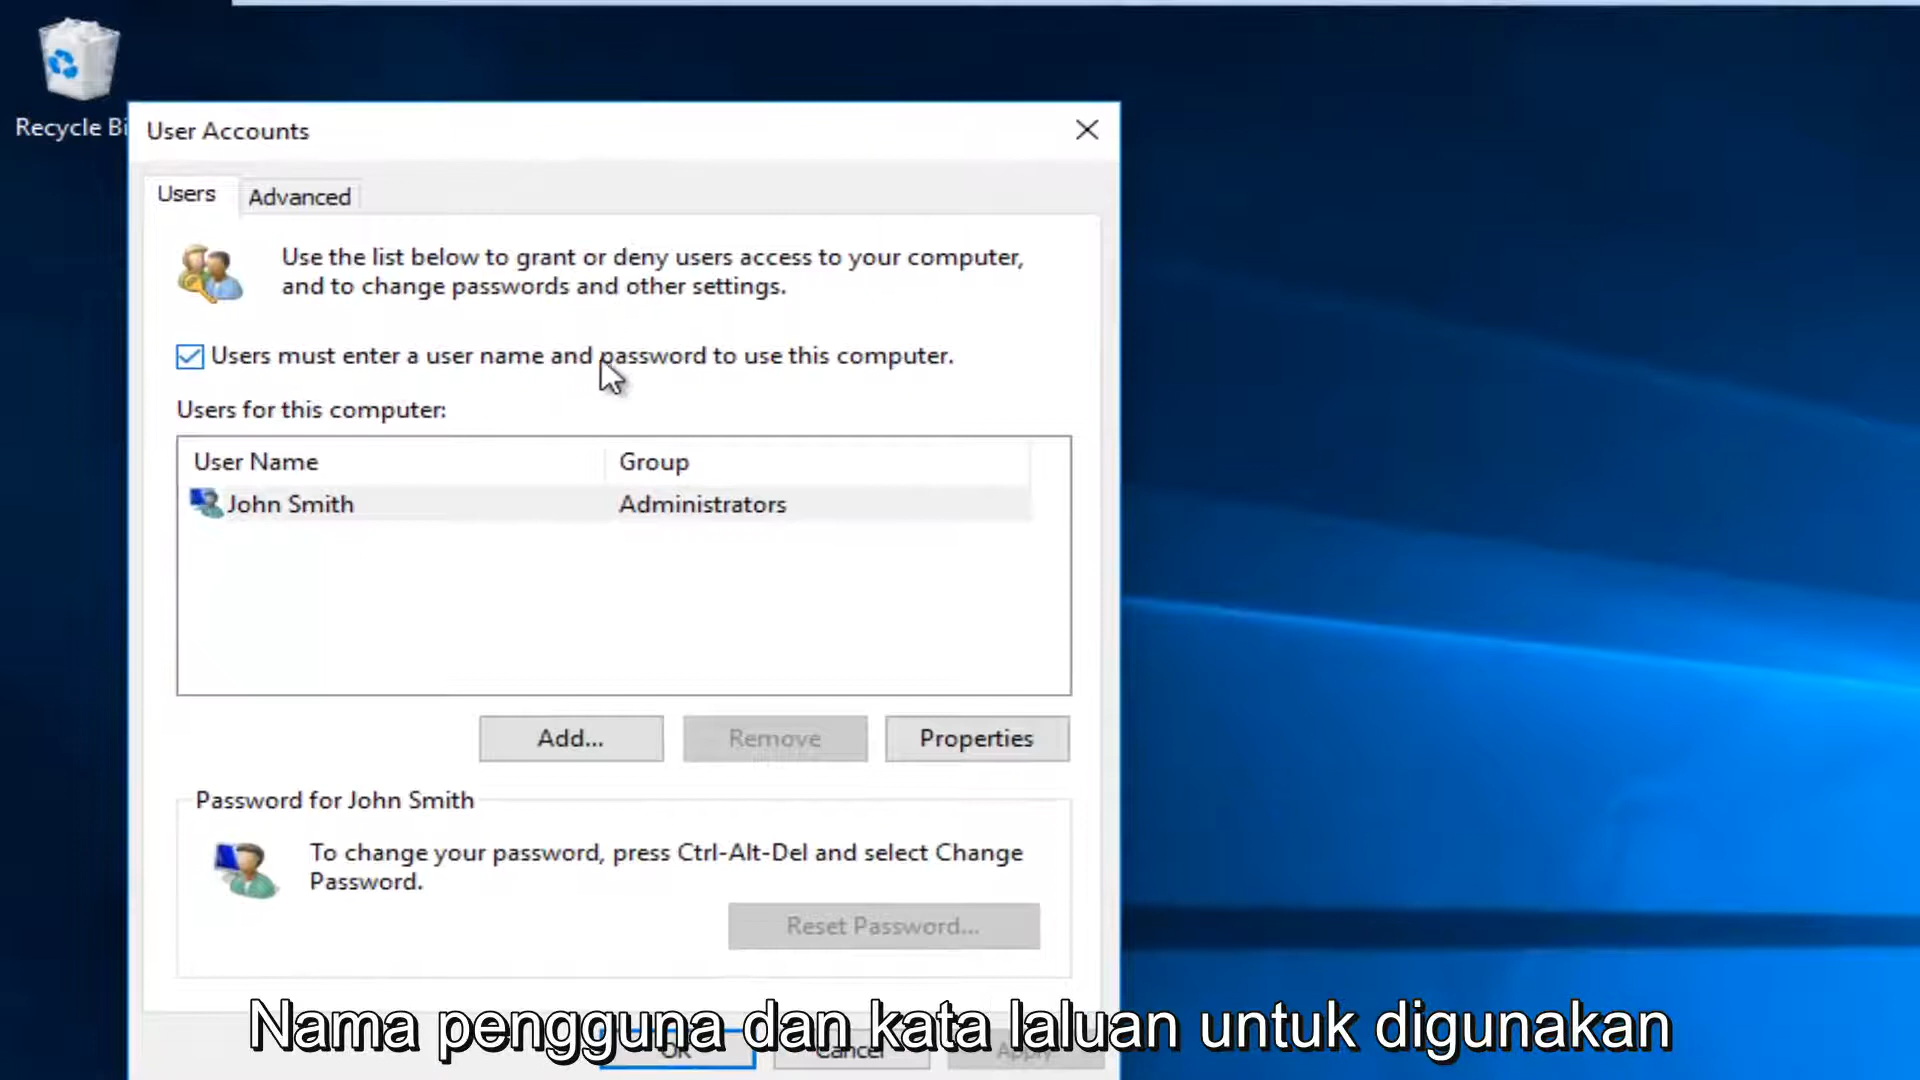 Recycle Bi
User Accounts
Users
Advanced
Use the list below to grant or deny users access to your computer,
and to change passwords and other settings.
Users must enter a user name and password to use this computer.
Users for this computer:
User Name
Group
John Smith
Administrators
Add...
Remove
Properties
Password for John Smith
To change your password, press Ctrl-Alt-Del and select Change
Password.
Reset Password...
OK
Cancel
Apply
Nama pengguna dan kata laluan untuk digunakan